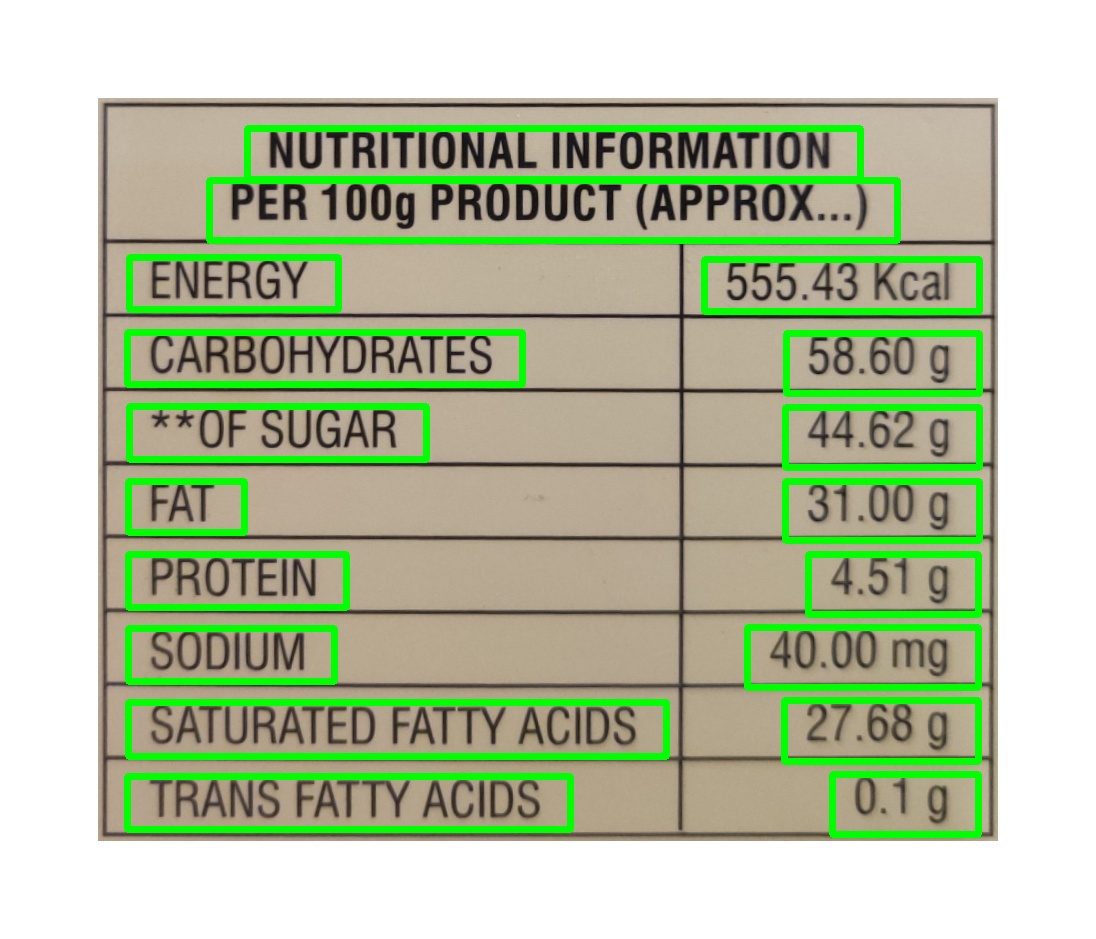 NUTRITIONAL INFORMATION
PER 100g PRODUCT (APPROX...)
ENERGY 555.43 Kcal
CARBOHYDRATES 58.60 g
**OF SUGAR 44.62 g
FAT 31.00 g
PROTEIN 4.51 g
SODIUM 40.00 mg
SATURATED FATTY ACIDS 27.68 g
TRANS FATTY ACIDS 0.1 g